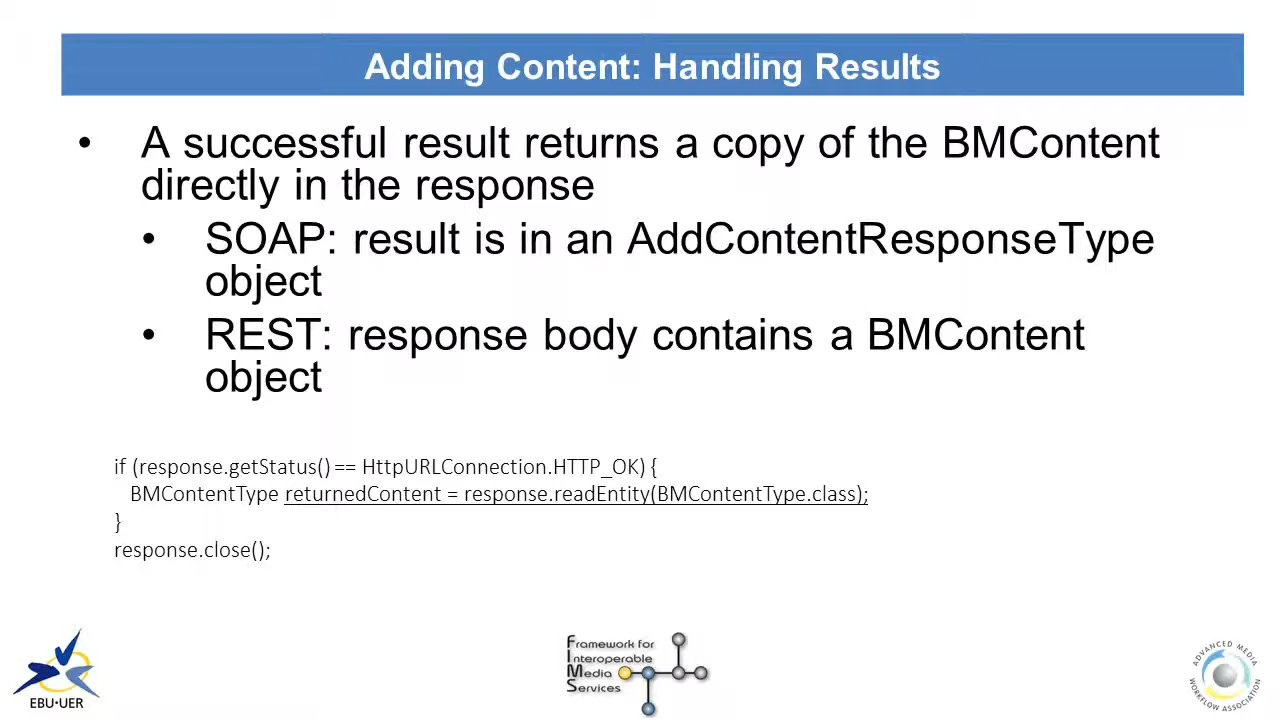 Adding Content: Handling Results
• A successful result returns a copy of the BMContent
directly in the response
• SOAP: result is in an AddContentResponseType
object
• REST: response body contains a BMContent
object
if (response.getStatus() == HttpURLConnection.HTTP_OK) {
BMContentType returnedContent = response.readEntity(BMContentType.class);
}
response.close();
EBU•UER
Framework for
Interoperable
Media
Services
ADVANCED MEDIA
WORKFLOW ASSOCIATION